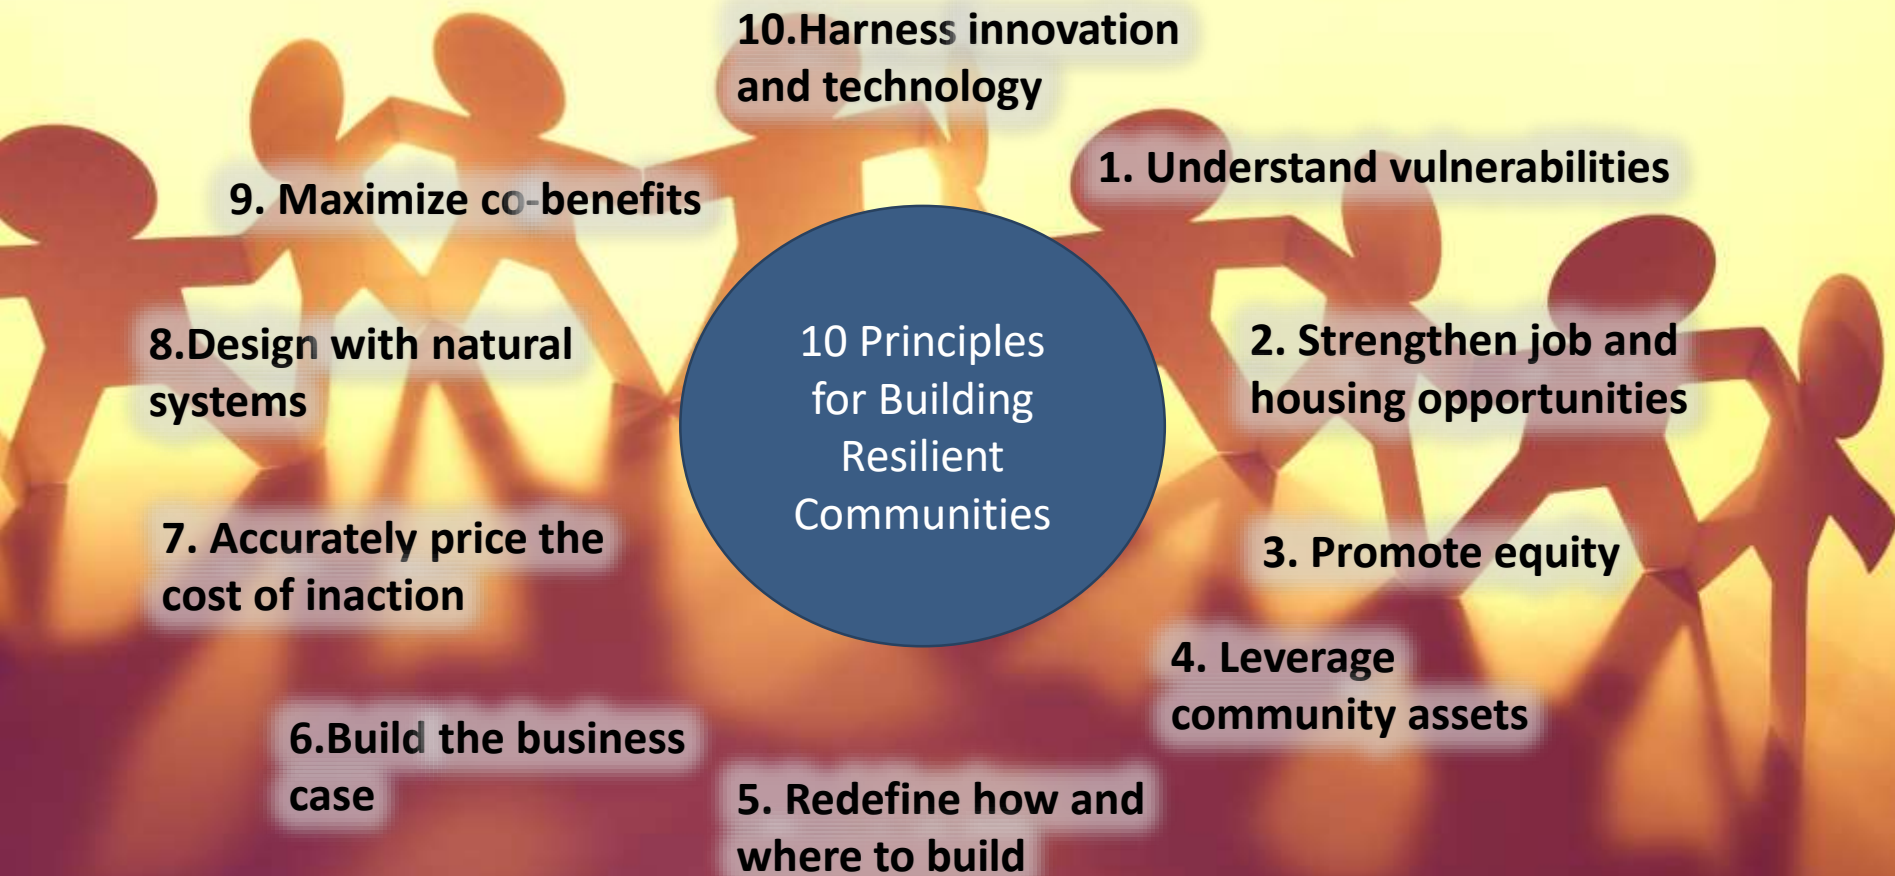 10.Harness innovation
and technology
1. Understand vulnerabilities
9. Maximize co-benefits
10 Principles
for Building
Resilient
Communities
2. Strengthen job and
housing opportunities
8.Design with natural
systems
3. Promote equity
7. Accurately price the
cost of inaction
4. Leverage
community assets
6.Build the business
case
5. Redefine how and
where to build